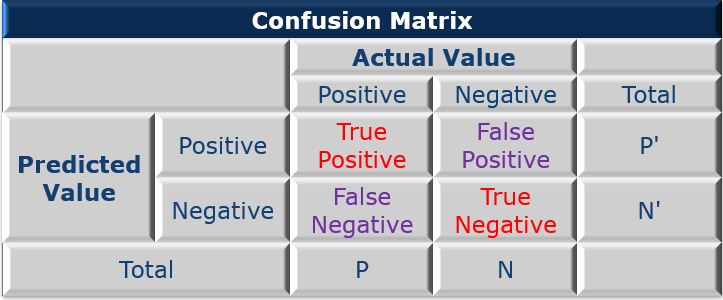 Confusion Matrix
Actual Value
Positive Negative Total
Predicted Value
Positive True Positive False Positive P'
Negative False Negative True Negative N'
Total P N